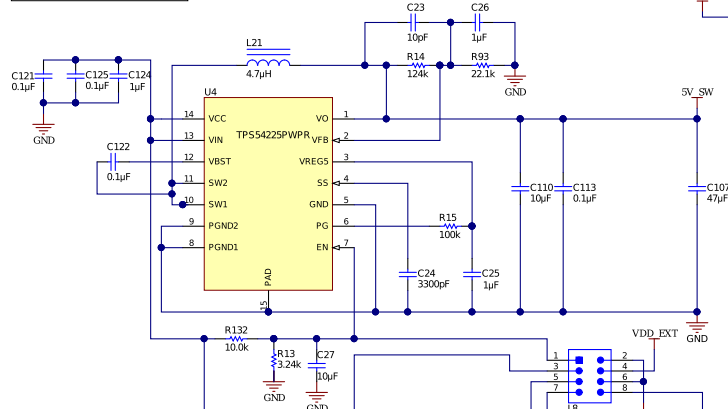 C23
10pF
C26
1µF
L21
4.7µH
R14
124k
R93
22.1k
GND
C121
0.1µF
C125
0.1µF
C124
1µF
GND
5V_SW
U4
TPS54225PWPR
14 VCC
13 VIN
12 VBST
11 SW2
10 SW1
9 PGND2
8 PGND1
VO 1
VFB 2
VREG5 3
SS 4
GND 5
PG 6
EN 7
PAD
15
C122
0.1µF
R15
100k
C24
3300pF
C25
1µF
C110
10µF
C113
0.1µF
C107
47µF
GND
R132
10.0k
R13
3.24k
C27
10µF
GND
GND
VDD_EXT
1 2
3 4
5 6
7 8